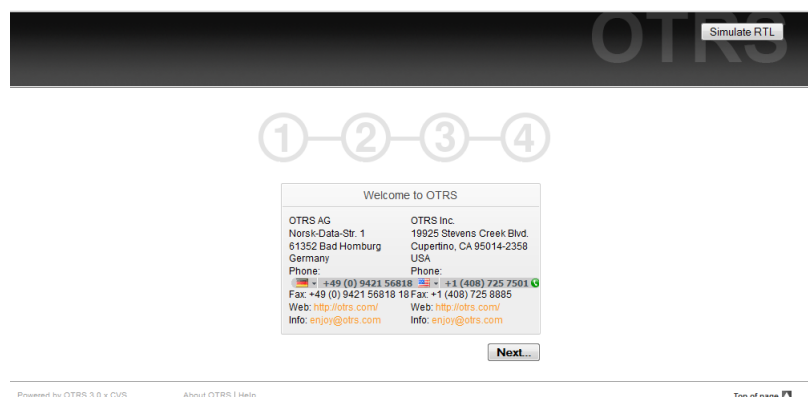 OTRS
Simulate RTL
1 2 3 4
Welcome to OTRS
OTRS AG
Norsk-Data-Str. 1
61352 Bad Homburg
Germany
Phone:
+49 (0) 9421 56818
Fax: +49 (0) 9421 56818 18
Web: http://otrs.com/
Info: enjoy@otrs.com
OTRS Inc.
19925 Stevens Creek Blvd.
Cupertino, CA 95014-2358
USA
Phone:
+1 (408) 725 7501
Fax: +1 (408) 725 8885
Web: http://otrs.com/
Info: enjoy@otrs.com
Next...
Powered by OTRS 3.0.x CVS
About OTRS | Help
Top of page